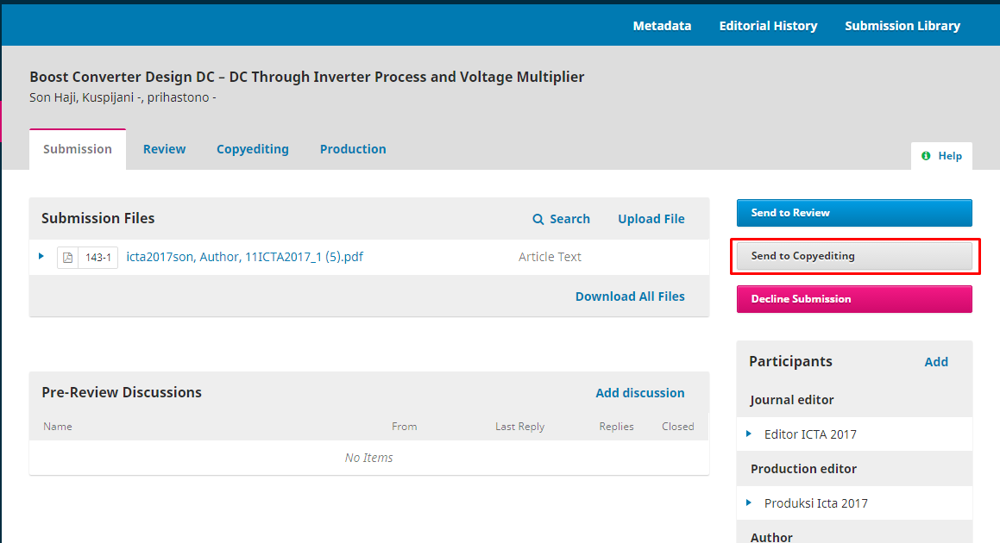 Metadata Editorial History Submission Library
Boost Converter Design DC – DC Through Inverter Process and Voltage Multiplier
Son Haji, Kuspijani -, prihastono -
Submission Review Copyediting Production
Help
Submission Files Search Upload File
143-1 icta2017son, Author, 11ICTA2017_1 (5).pdf Article Text
Download All Files
Pre-Review Discussions Add discussion
Name From Last Reply Replies Closed
No Items
Send to Review
Send to Copyediting
Decline Submission
Participants Add
Journal editor
Editor ICTA 2017
Production editor
Produksi Icta 2017
Author